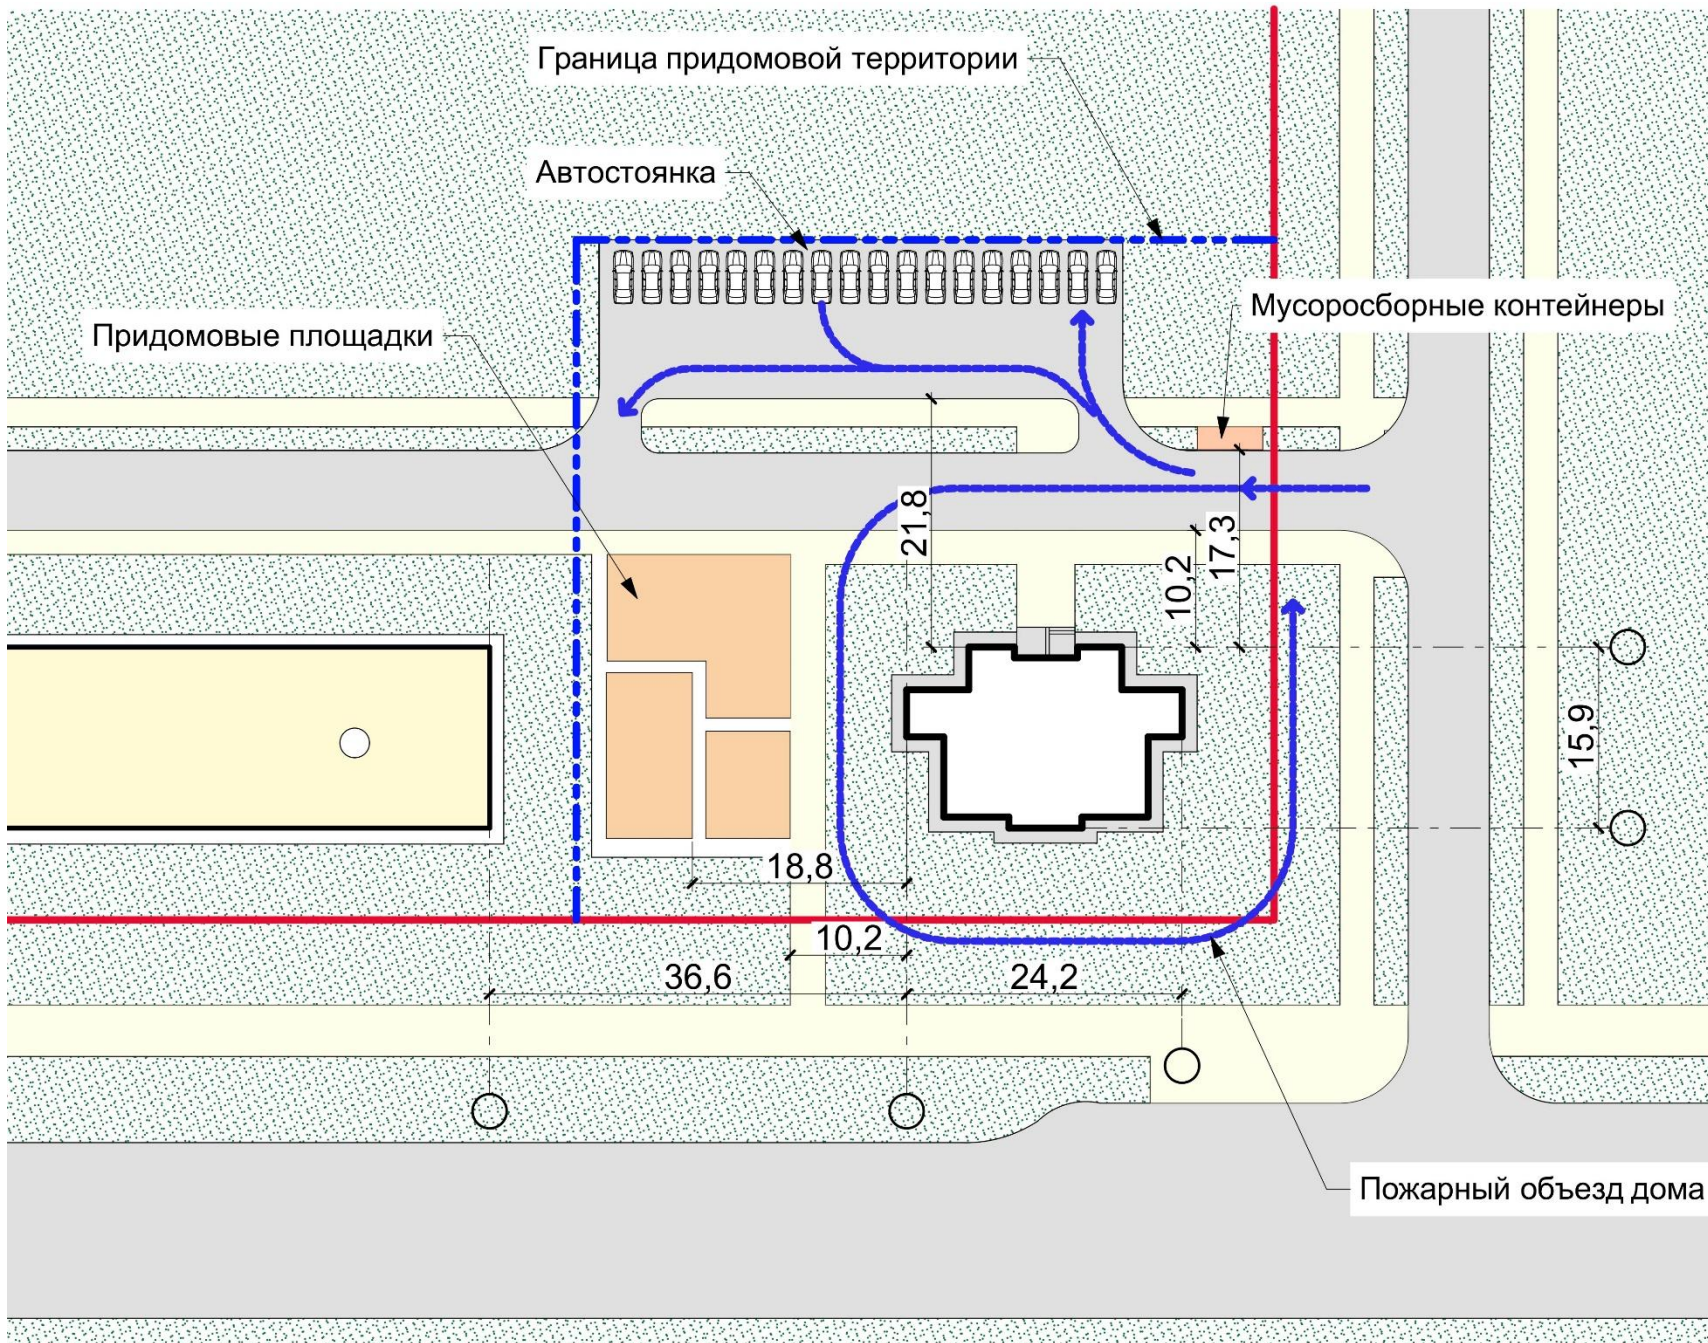 Граница придомовой территории
Автостоянка
Мусоросборные контейнеры
Придомовые площадки
21,8
17,3
10,2
15,9
18,8
10,2
36,6
24,2
Пожарный объезд дома